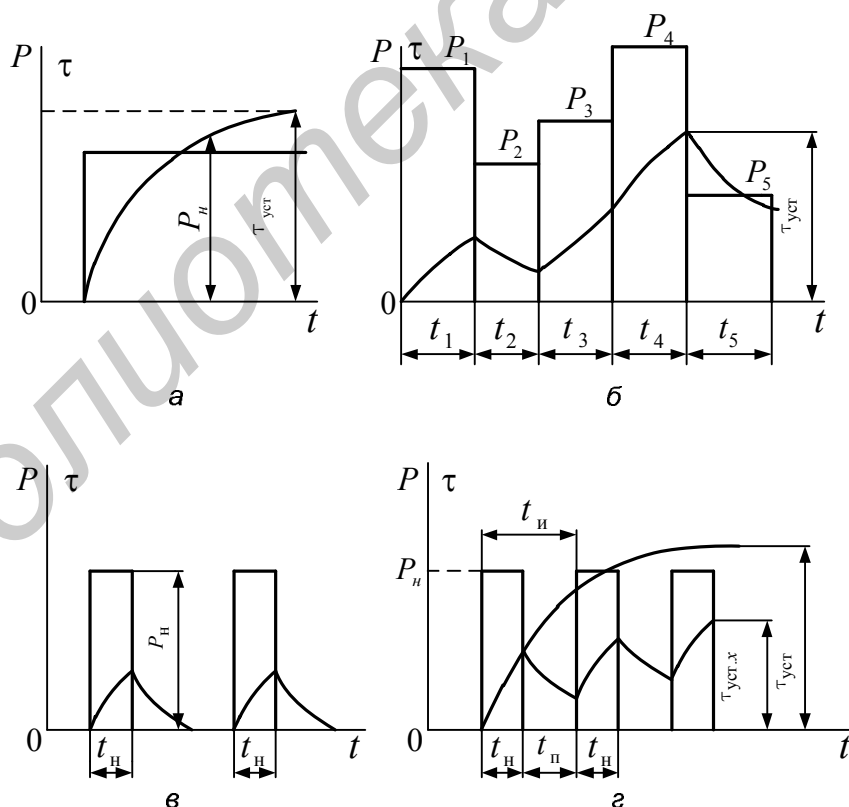 P τ
P_н
τ_уст
0
t
а
P τ P_1
P_2
P_3
P_4
P_5
τ_уст
0
t
t_1 t_2 t_3 t_4 t_5
б
P τ
P_н
0
t
t_н t_н
в
P τ
t_и
P_н
τ_уст.х
τ_уст
0
t
t_н t_п t_н
г
лиотека